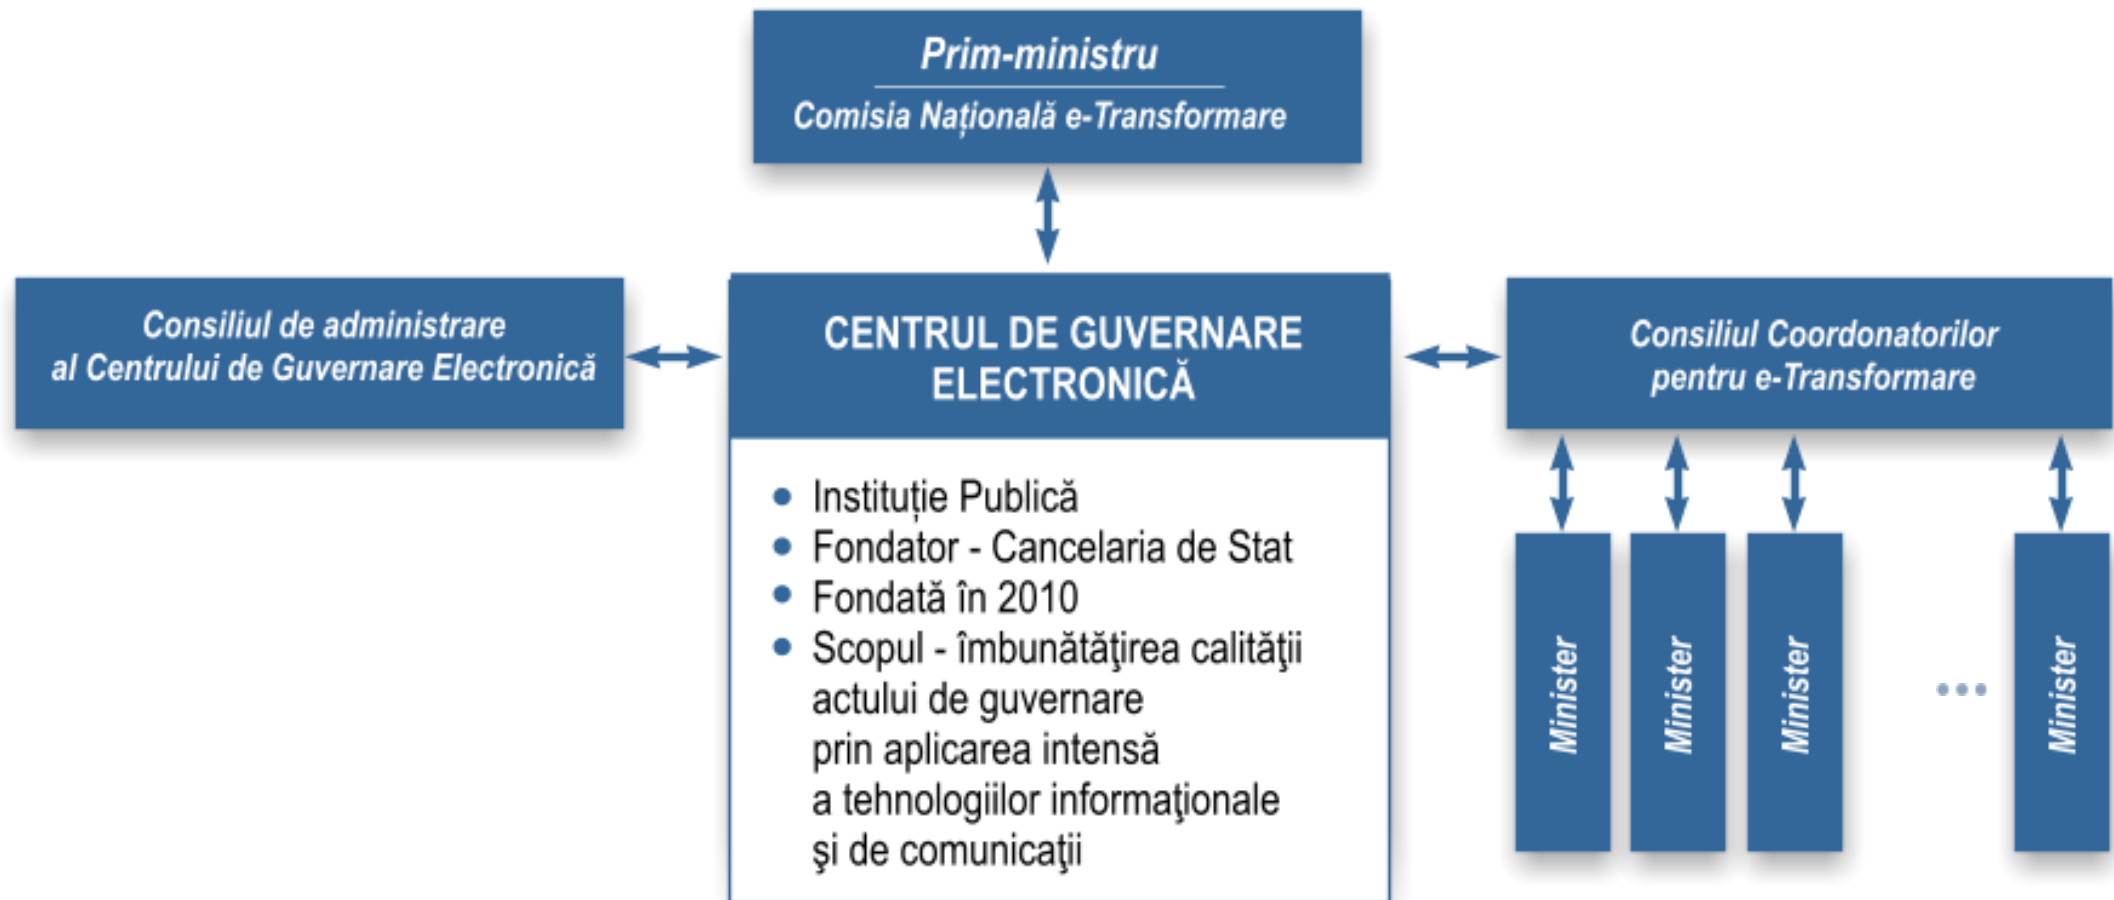 Prim-ministru
Comisia Națională e-Transformare
Consiliul de administrare
al Centrului de Guvernare Electronică
CENTRUL DE GUVERNARE
ELECTRONICĂ
• Instituție Publică
• Fondator - Cancelaria de Stat
• Fondată în 2010
• Scopul - îmbunătăţirea calităţii
actului de guvernare
prin aplicarea intensă
a tehnologiilor informaţionale
şi de comunicaţii
Consiliul Coordonatorilor
pentru e-Transformare
Minister
Minister
Minister
...
Minister